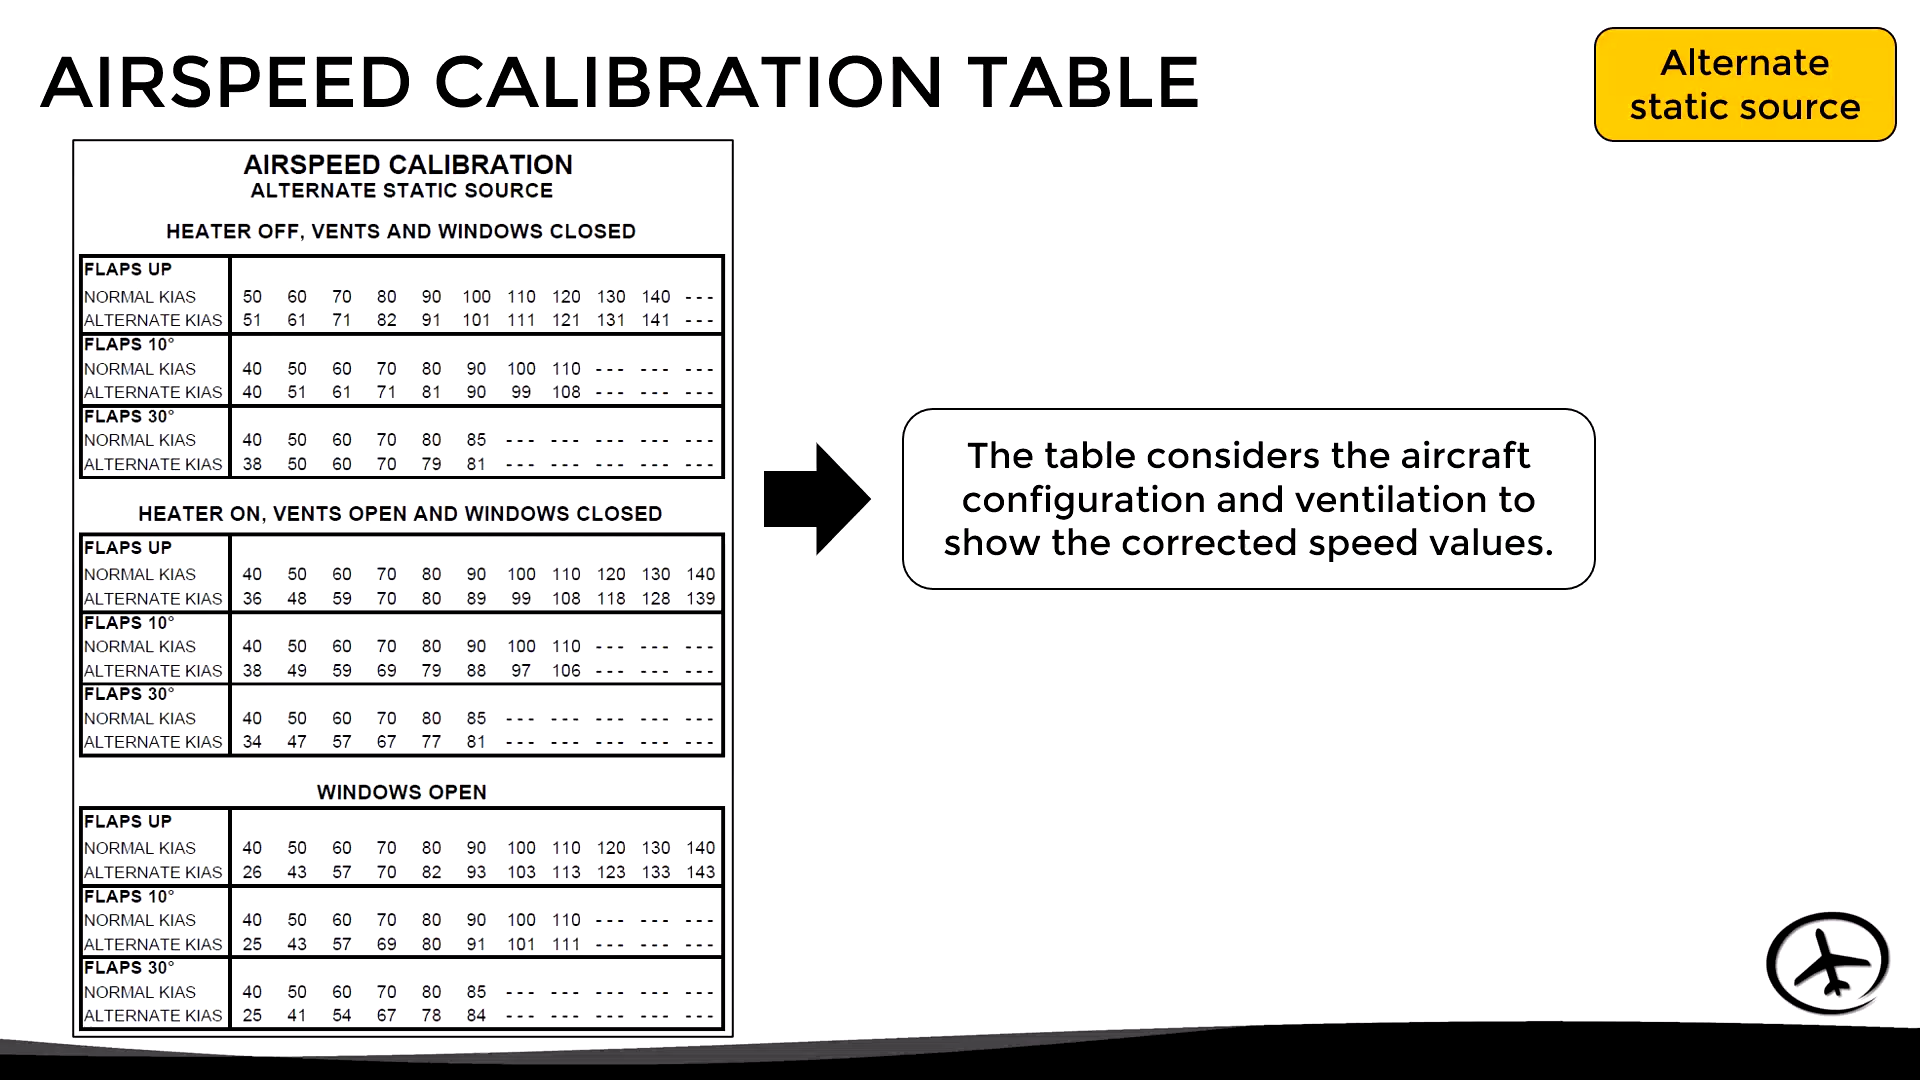 AIRSPEED CALIBRATION TABLE
Alternate
static source
AIRSPEED CALIBRATION
ALTERNATE STATIC SOURCE
HEATER OFF, VENTS AND WINDOWS CLOSED
FLAPS UP
NORMAL KIAS 50 60 70 80 90 100 110 120 130 140 ---
ALTERNATE KIAS 51 61 71 82 91 101 111 121 131 141 ---
FLAPS 10°
NORMAL KIAS 40 50 60 70 80 90 100 110 --- --- ---
ALTERNATE KIAS 40 51 61 71 81 90 99 108 --- --- ---
FLAPS 30°
NORMAL KIAS 40 50 60 70 80 85 --- --- --- --- ---
ALTERNATE KIAS 38 50 60 70 79 81 --- --- --- --- ---
HEATER ON, VENTS OPEN AND WINDOWS CLOSED
FLAPS UP
NORMAL KIAS 40 50 60 70 80 90 100 110 120 130 140
ALTERNATE KIAS 36 48 59 70 80 89 99 108 118 128 139
FLAPS 10°
NORMAL KIAS 40 50 60 70 80 90 100 110 --- --- ---
ALTERNATE KIAS 38 49 59 69 79 88 97 106 --- --- ---
FLAPS 30°
NORMAL KIAS 40 50 60 70 80 85 --- --- --- --- ---
ALTERNATE KIAS 34 47 57 67 77 81 --- --- --- --- ---
WINDOWS OPEN
FLAPS UP
NORMAL KIAS 40 50 60 70 80 90 100 110 120 130 140
ALTERNATE KIAS 26 43 57 70 82 93 103 113 123 133 143
FLAPS 10°
NORMAL KIAS 40 50 60 70 80 90 100 110 --- --- ---
ALTERNATE KIAS 25 43 57 69 80 91 101 111 --- --- ---
FLAPS 30°
NORMAL KIAS 40 50 60 70 80 85 --- --- --- --- ---
ALTERNATE KIAS 25 41 54 67 78 84 --- --- --- --- ---
The table considers the aircraft
configuration and ventilation to
show the corrected speed values.